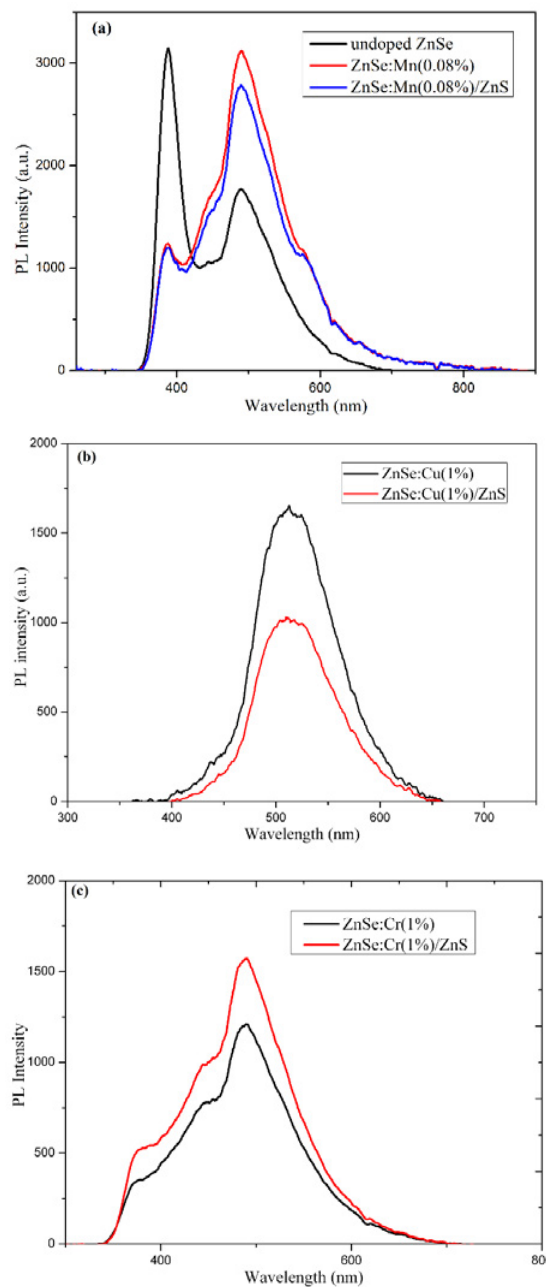 (a)
undoped ZnSe
ZnSe:Mn(0.08%)
ZnSe:Mn(0.08%)/ZnS
3000
2000
1000
0
PL Intensity (a.u.)
400 600 800
Wavelength (nm)
(b)
ZnSe:Cu(1%)
ZnSe:Cu(1%)/ZnS
2000
1500
1000
500
0
PL intensity (a.u.)
300 400 500 600 700
Wavelength (nm)
(c)
ZnSe:Cr(1%)
ZnSe:Cr(1%)/ZnS
2000
1500
1000
500
0
PL Intensity
400 500 600 80
Wavelength (nm)